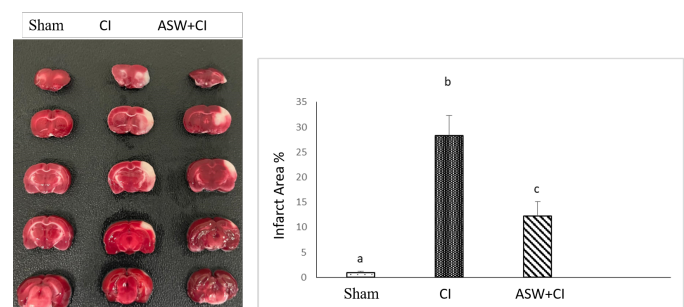 Sham CI ASW+CI
b
35
30
25
20
15
10
5
0
Infarct Area %
a
c
Sham CI ASW+CI